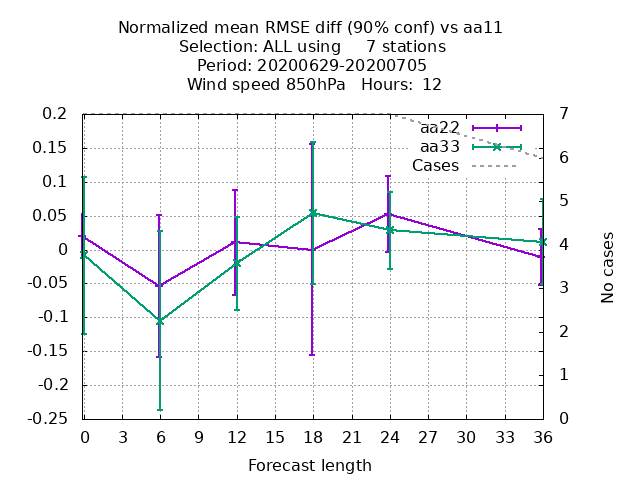 Normalized mean RMSE diff (90% conf) vs aa11
Selection: ALL using     7 stations
Period: 20200629-20200705
Wind speed 850hPa   Hours:  12
0.2
0.15
0.1
0.05
0
-0.05
-0.1
-0.15
-0.2
-0.25
aa22
aa33
Cases
7
6
5
4
3
2
1
0
No cases
0 3 6 9 12 15 18 21 24 27 30 33 36
Forecast length